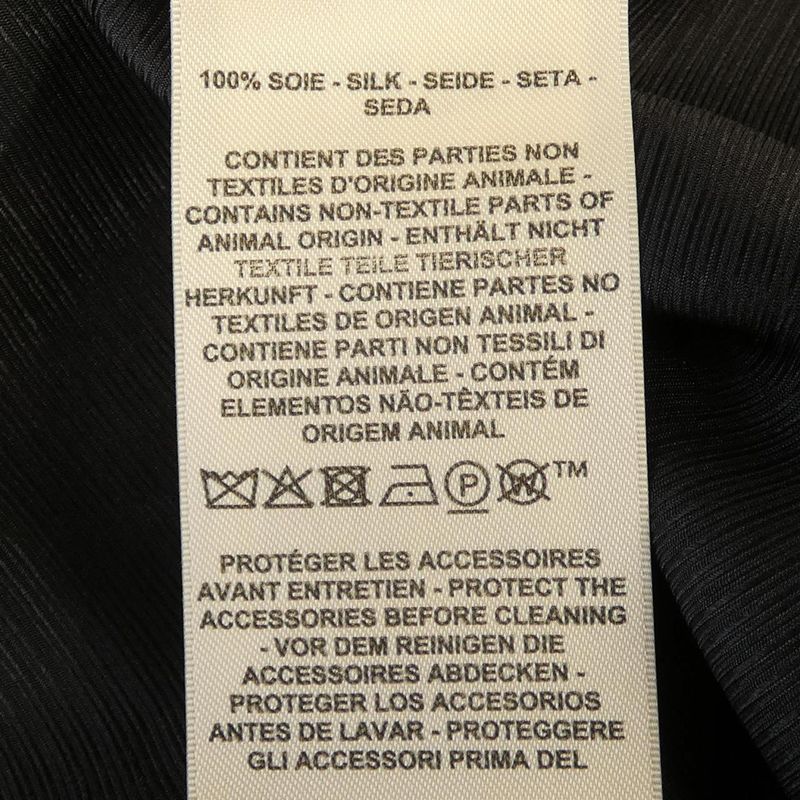 100% SOIE - SILK - SEIDE - SETA -
SEDA
CONTIENT DES PARTIES NON
TEXTILES D'ORIGINE ANIMALE -
CONTAINS NON-TEXTILE PARTS OF
ANIMAL ORIGIN - ENTHÄLT NICHT
TEXTILE TEILE TIERISCHER
HERKUNFT - CONTIENE PARTES NO
TEXTILES DE ORIGEN ANIMAL -
CONTIENE PARTI NON TESSILI DI
ORIGINE ANIMALE - CONTÉM
ELEMENTOS NÃO-TÊXTEIS DE
ORIGEM ANIMAL
P W TM
PROTÉGER LES ACCESSOIRES
AVANT ENTRETIEN - PROTECT THE
ACCESSORIES BEFORE CLEANING
- VOR DEM REINIGEN DIE
ACCESSOIRES ABDECKEN -
PROTEGER LOS ACCESORIOS
ANTES DE LAVAR - PROTEGGERE
GLI ACCESSORI PRIMA DEL